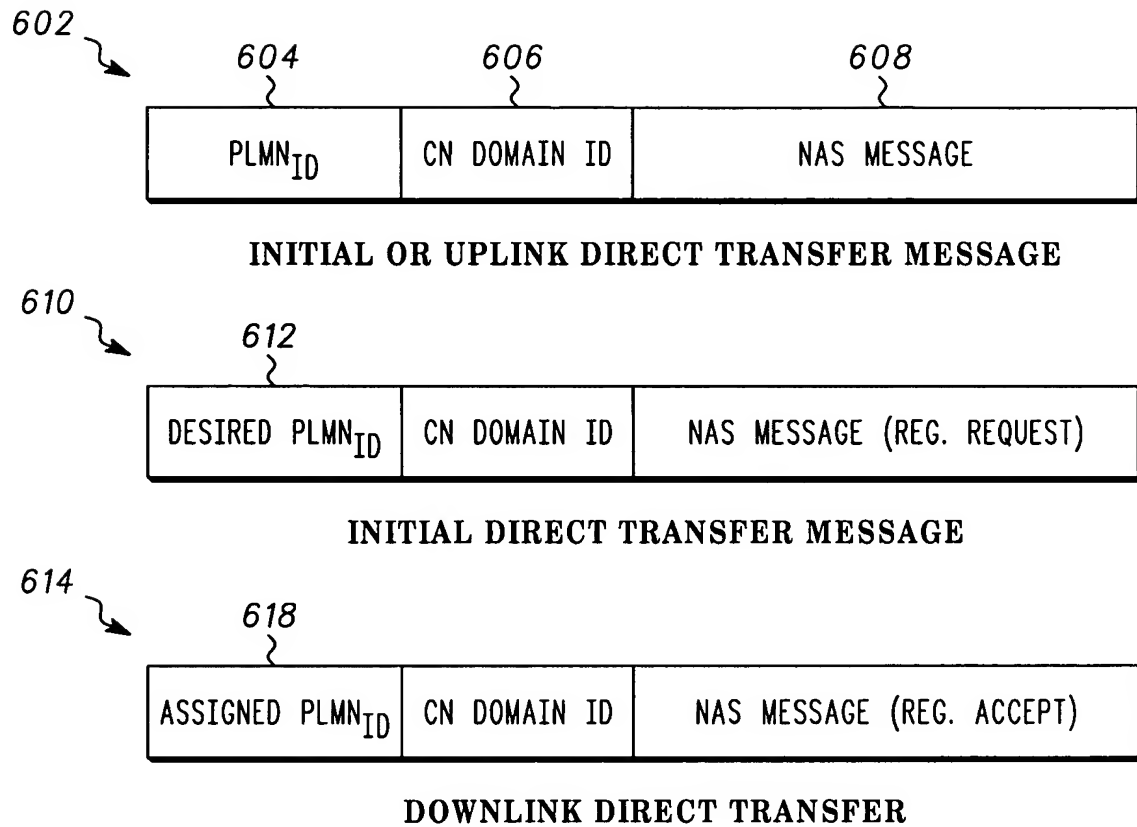 602
604 606 608
PLMN_ID CN DOMAIN ID NAS MESSAGE
INITIAL OR UPLINK DIRECT TRANSFER MESSAGE
610
612
DESIRED PLMN_ID CN DOMAIN ID NAS MESSAGE (REG. REQUEST)
INITIAL DIRECT TRANSFER MESSAGE
614
618
ASSIGNED PLMN_ID CN DOMAIN ID NAS MESSAGE (REG. ACCEPT)
DOWNLINK DIRECT TRANSFER